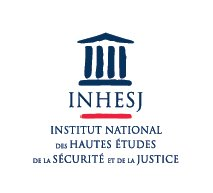 INHESJ
INSTITUT NATIONAL
DES HAUTES ÉTUDES
DE LA SÉCURITÉ ET DE LA JUSTICE